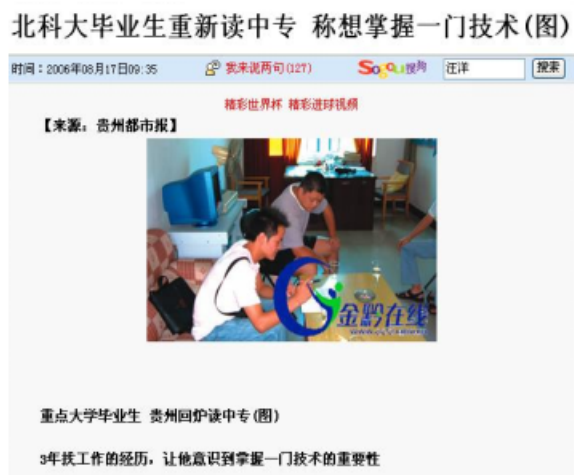 北科大毕业生重新读中专 称想掌握一门技术(图)
时间：2006年08月17日09:35 我来说两句(127) Sogou搜狗 汪洋 搜索
精彩世界杯 精彩进球视频
【来源：贵州都市报】
金黔在线
重点大学毕业生 贵州回炉读中专(图)
3年找工作的经历，让他意识到掌握一门技术的重要性